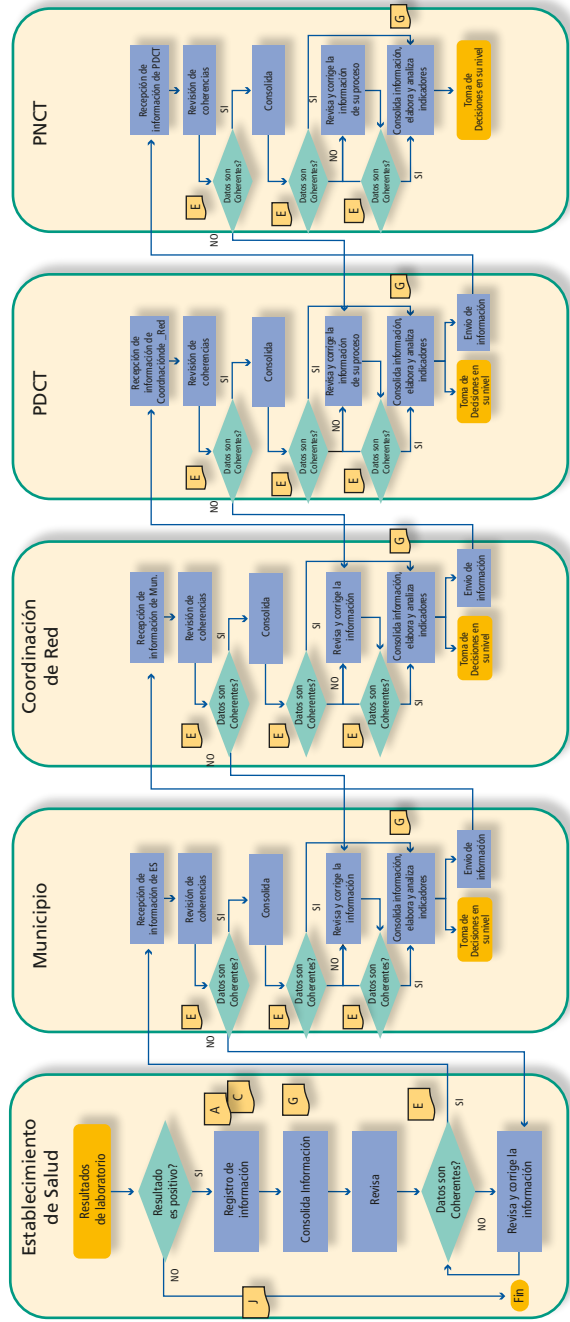 Establecimiento
de Salud
Resultados
de laboratorio
Resultado
es positivo?
NO
SI
J
A
C
Registro de
información
G
Consolida Información
Revisa
E
Datos son
Coherentes?
SI
NO
Revisa y corrige la
información
Fin
Municipio
Recepción de
información de ES
Revisión de
coherencias
E
Datos son
Coherentes?
NO
SI
Consolida
E
Datos son
Coherentes?
SI
NO
Revisa y corrige la
información
E
Datos son
Coherentes?
SI
G
Consolida información,
elabora y analiza
indicadores
Toma de
Decisiones en
su nivel
Envío de
información
Coordinación
de Red
Recepción de
información de Mun.
Revisión de
coherencias
E
Datos son
Coherentes?
NO
SI
Consolida
E
Datos son
Coherentes?
SI
NO
Revisa y corrige la
información
E
Datos son
Coherentes?
SI
G
Consolida información,
elabora y analiza
indicadores
Toma de
Decisiones en
su nivel
Envío de
información
PDCT
Recepción de
información de
Coordnaciónde _Red
Revisión de
coherencias
E
Datos son
Coherentes?
NO
SI
Consolida
E
Datos son
Coherentes?
SI
NO
Revisa y corrige la
información
de su proceso
E
Datos son
Coherentes?
SI
G
Consolida información,
elabora y analiza
indicadores
Toma de
Decisiones en
su nivel
Envío de
información
PNCT
Recepción de
información de PDCT
Revisión de
coherencias
E
Datos son
Coherentes?
NO
SI
Consolida
E
Datos son
Coherentes?
SI
NO
Revisa y corrige la
información
de su proceso
E
Datos son
Coherentes?
SI
G
Consolida información,
elabora y analiza
indicadores
Toma de
Decisiones en su nivel